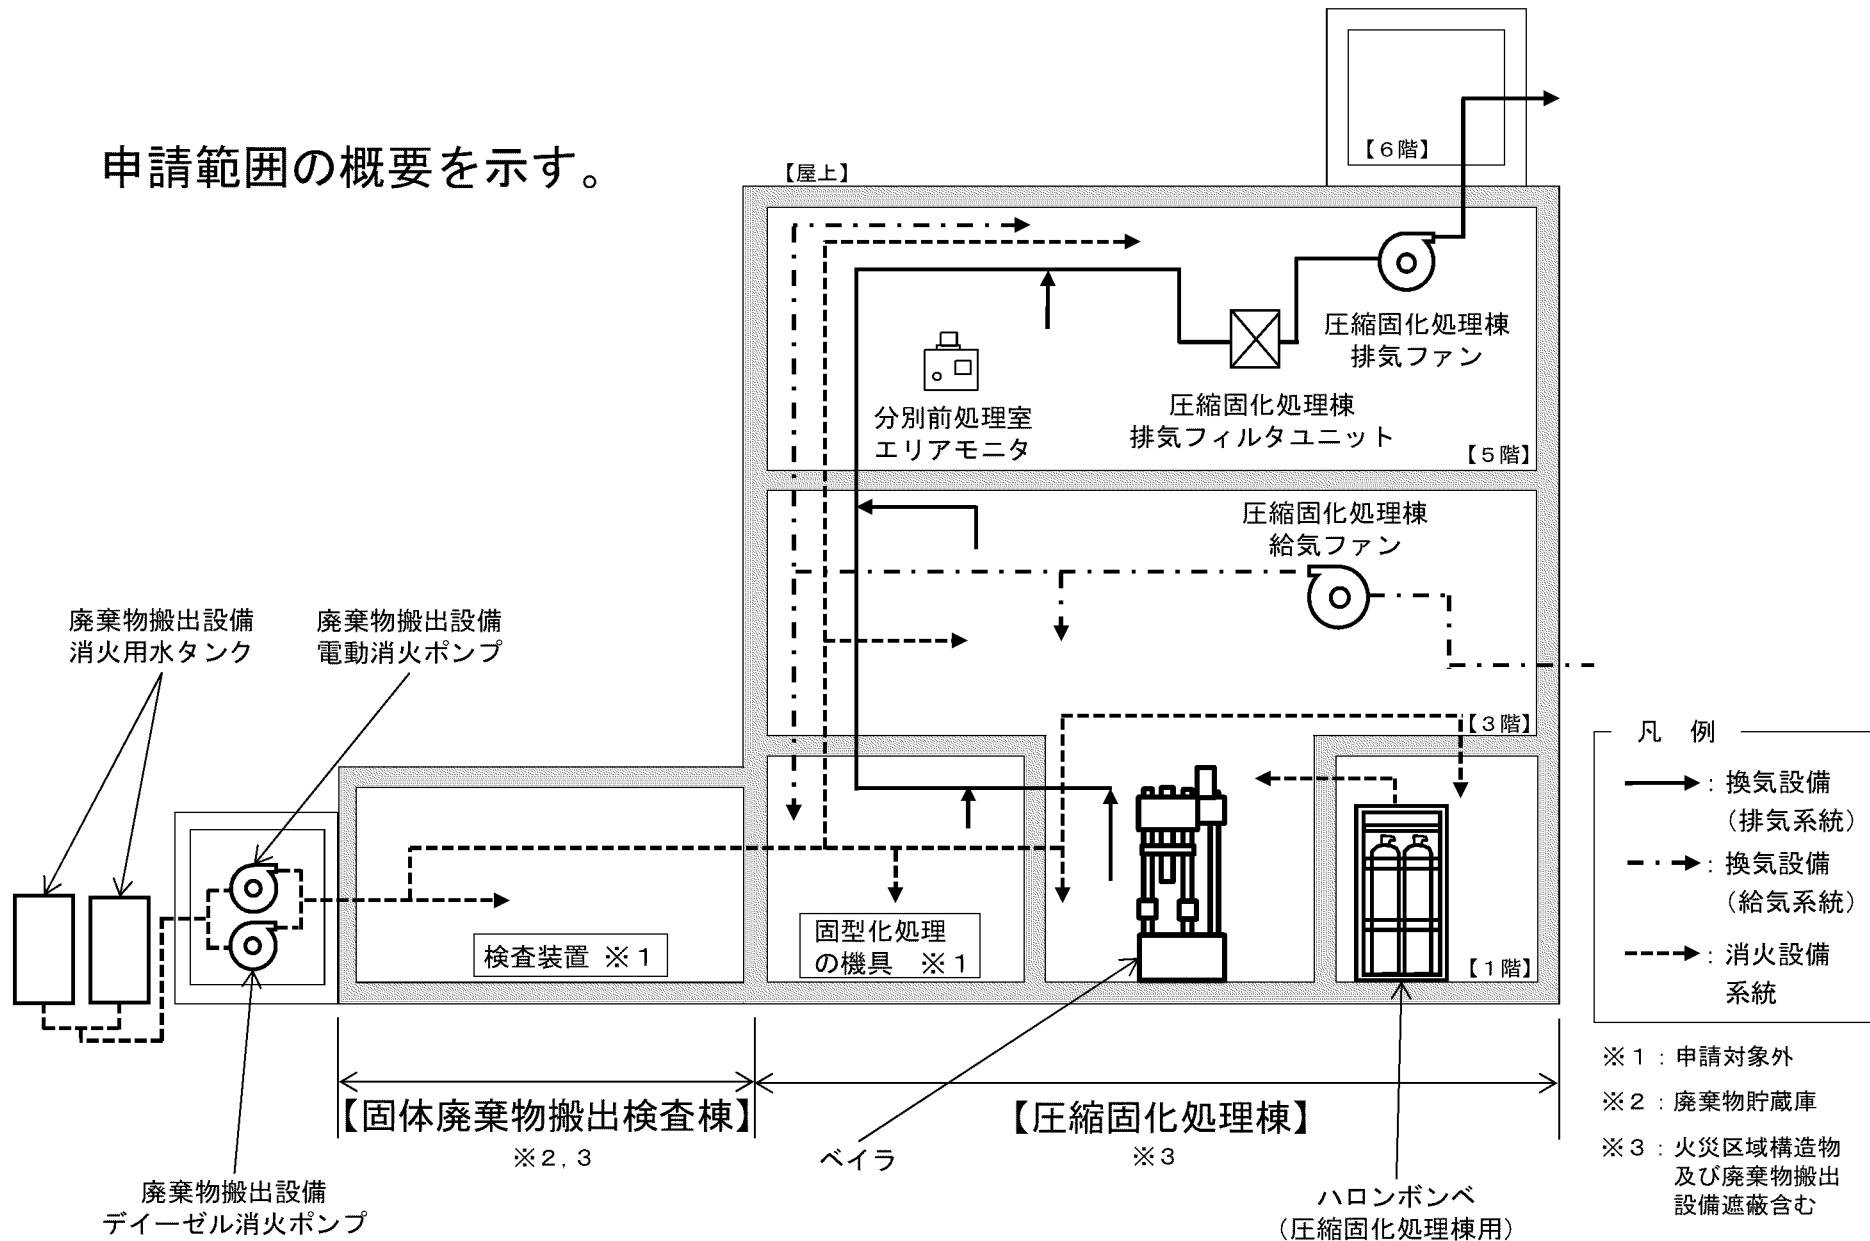 申請範囲の概要を示す。
【6階】
【屋上】
圧縮固化処理棟
排気ファン
分別前処理室
エリアモニタ
圧縮固化処理棟
排気フィルタユニット
【5階】
圧縮固化処理棟
給気ファン
【3階】
廃棄物搬出設備
消火用水タンク
廃棄物搬出設備
電動消火ポンプ
検査装置 ※1
固型化処理
の機具 ※1
【1階】
凡 例
：換気設備
（排気系統）
：換気設備
（給気系統）
：消火設備
系統
※1：申請対象外
※2：廃棄物貯蔵庫
※3：火災区域構造物
及び廃棄物搬出
設備遮蔽含む
【固体廃棄物搬出検査棟】
※2，3
【圧縮固化処理棟】
※3
ベイラ
廃棄物搬出設備
デイーゼル消火ポンプ
ハロンボンベ
（圧縮固化処理棟用）